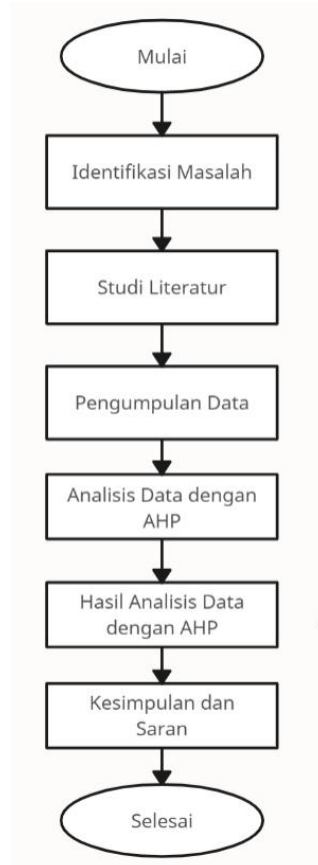 Mulai
Identifikasi Masalah
Studi Literatur
Pengumpulan Data
Analisis Data dengan
AHP
Hasil Analisis Data
dengan AHP
Kesimpulan dan
Saran
Selesai